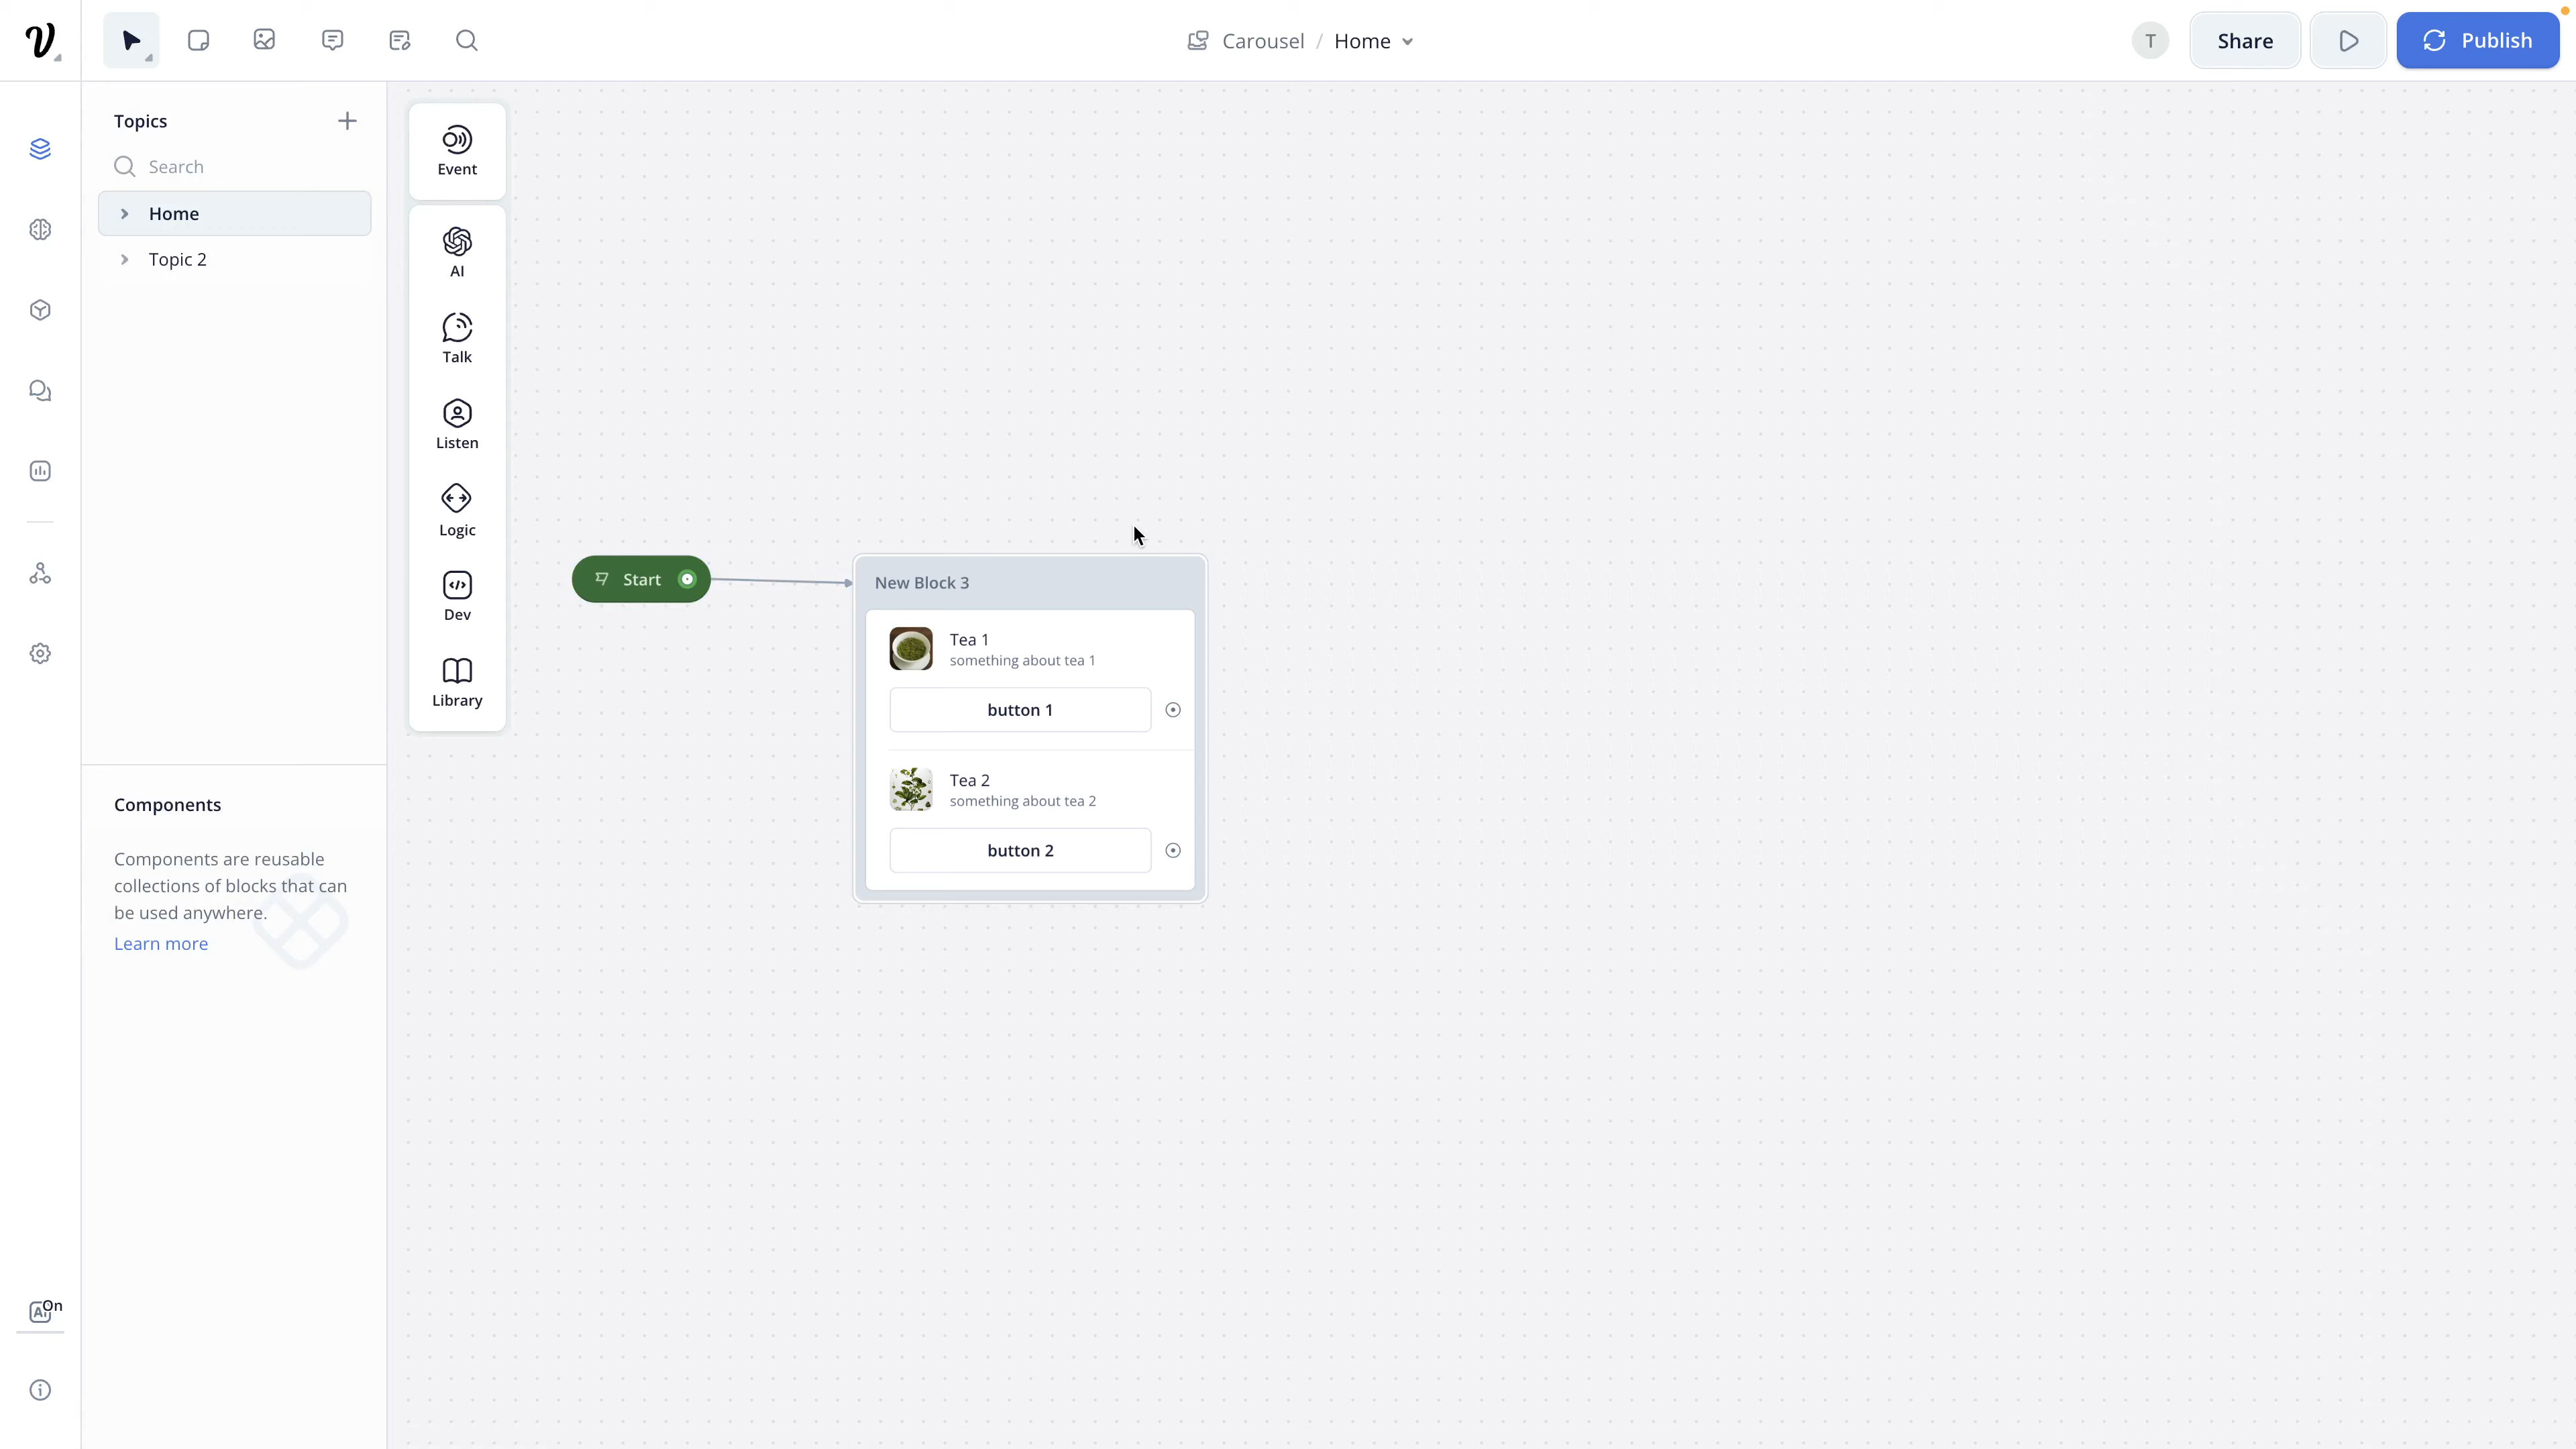 Carousel / Home
T
Share
Publish
Topics
Search
Home
Topic 2
Event
AI
Talk
Listen
Logic
Dev
Library
Start
New Block 3
Tea 1
something about tea 1
button 1
Tea 2
something about tea 2
button 2
Components
Components are reusable
collections of blocks that can
be used anywhere.
Learn more
AI On